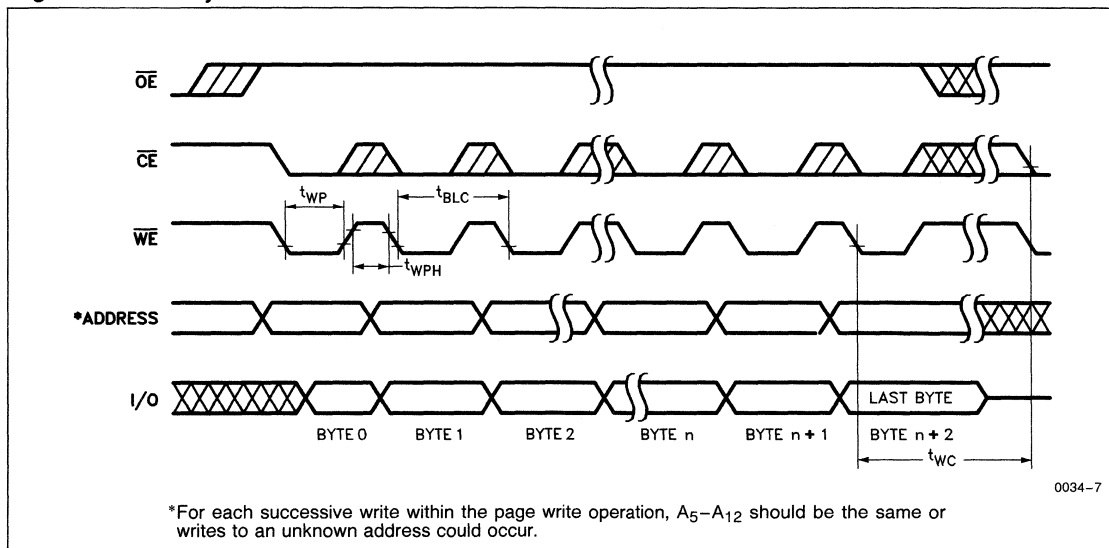 OE
CE
tWP
tBLC
WE
tWPH
*ADDRESS
I/O
LAST BYTE
BYTE 0 BYTE 1 BYTE 2 BYTE n BYTE n + 1 BYTE n + 2
tWC
0034–7
*For each successive write within the page write operation, A5–A12 should be the same or
writes to an unknown address could occur.